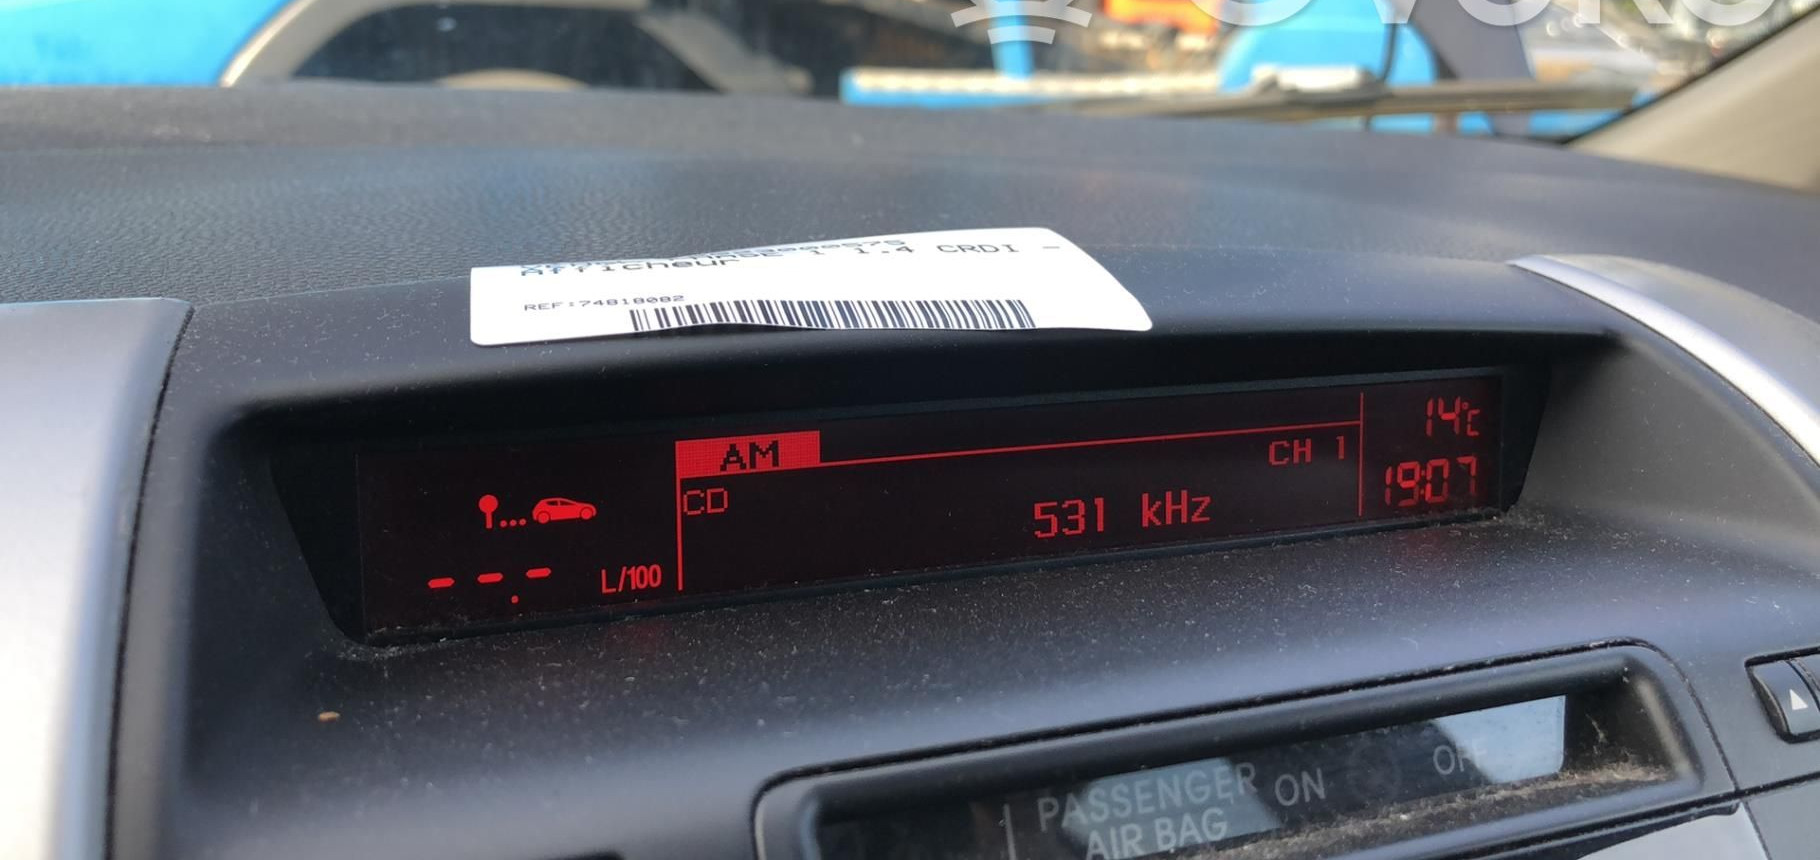 Afficheur
1.4 CRDI -
REF:74818082
AM
CH 1
14°C
CD
531 kHz
19:07
--.- L/100
PASSENGER
AIR BAG
ON
OFF